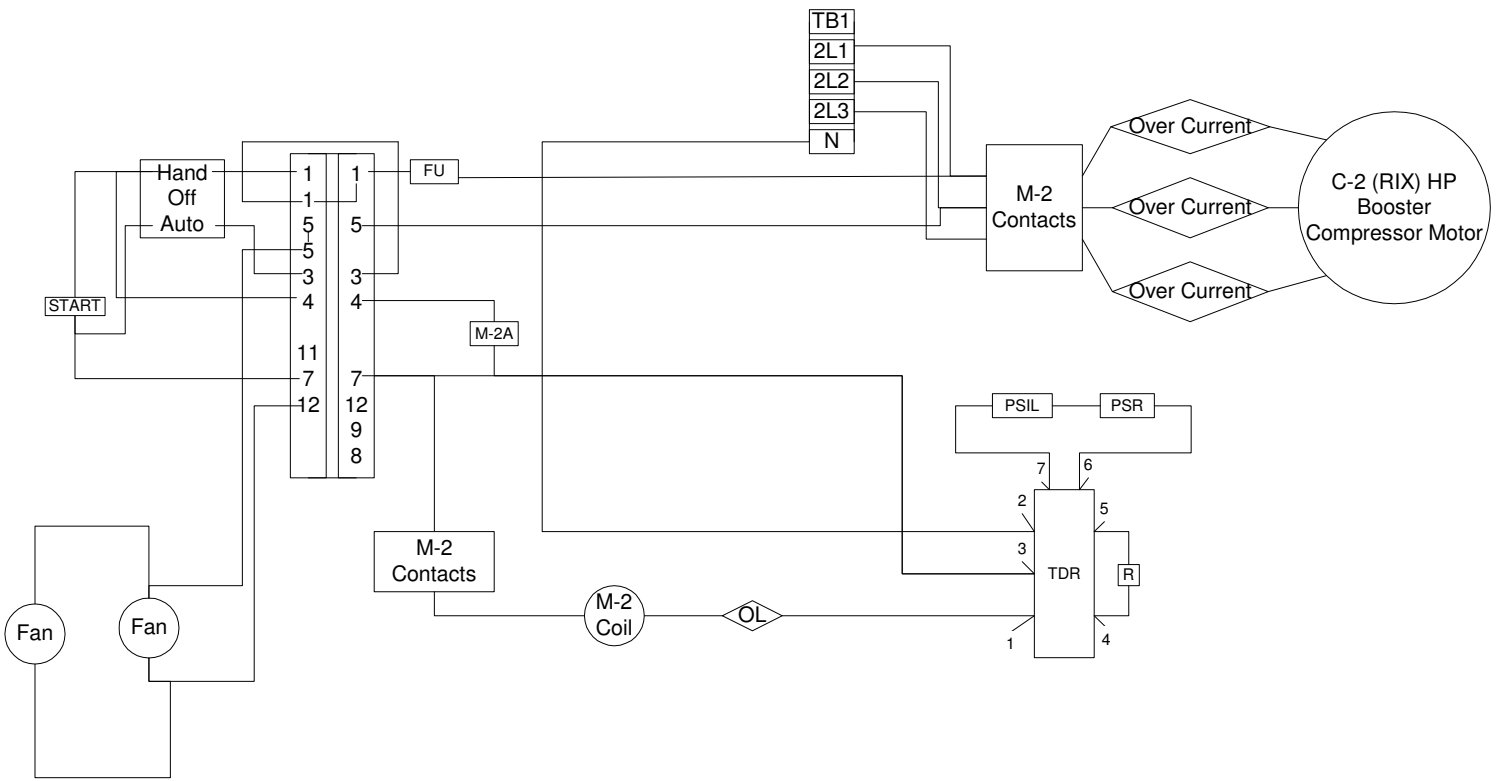 TB1
2L1
2L2
2L3
N
Hand
Off
Auto
START
1
1
5
5
3
4
11
7
12
1
5
3
4
7
12
9
8
FU
M-2A
M-2
Contacts
Over Current
Over Current
Over Current
C-2 (RIX) HP
Booster
Compressor Motor
PSIL
PSR
7
6
2
5
3
TDR
R
1
4
M-2
Contacts
M-2
Coil
OL
Fan
Fan